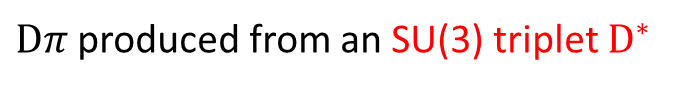 Dπ produced from an SU(3) triplet D*